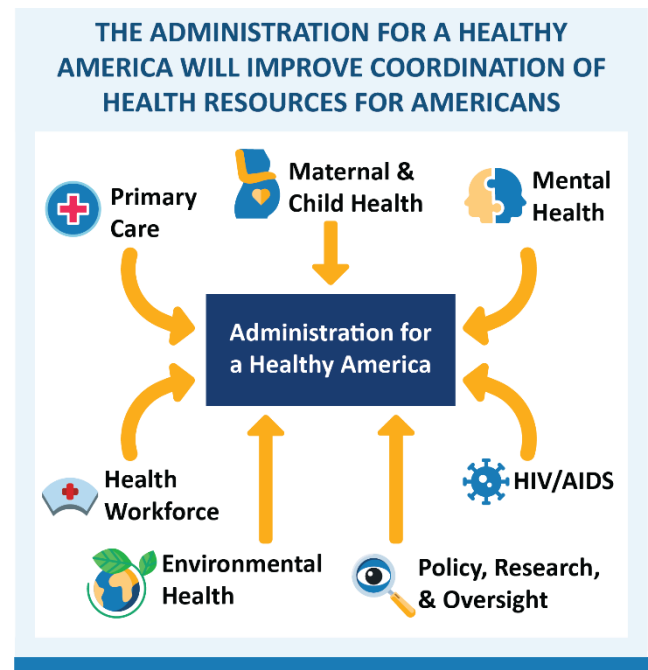 THE ADMINISTRATION FOR A HEALTHY
AMERICA WILL IMPROVE COORDINATION OF
HEALTH RESOURCES FOR AMERICANS
Primary
Care
Maternal &
Child Health
Mental
Health
Administration for
a Healthy America
Health
Workforce
HIV/AIDS
Environmental
Health
Policy, Research,
& Oversight